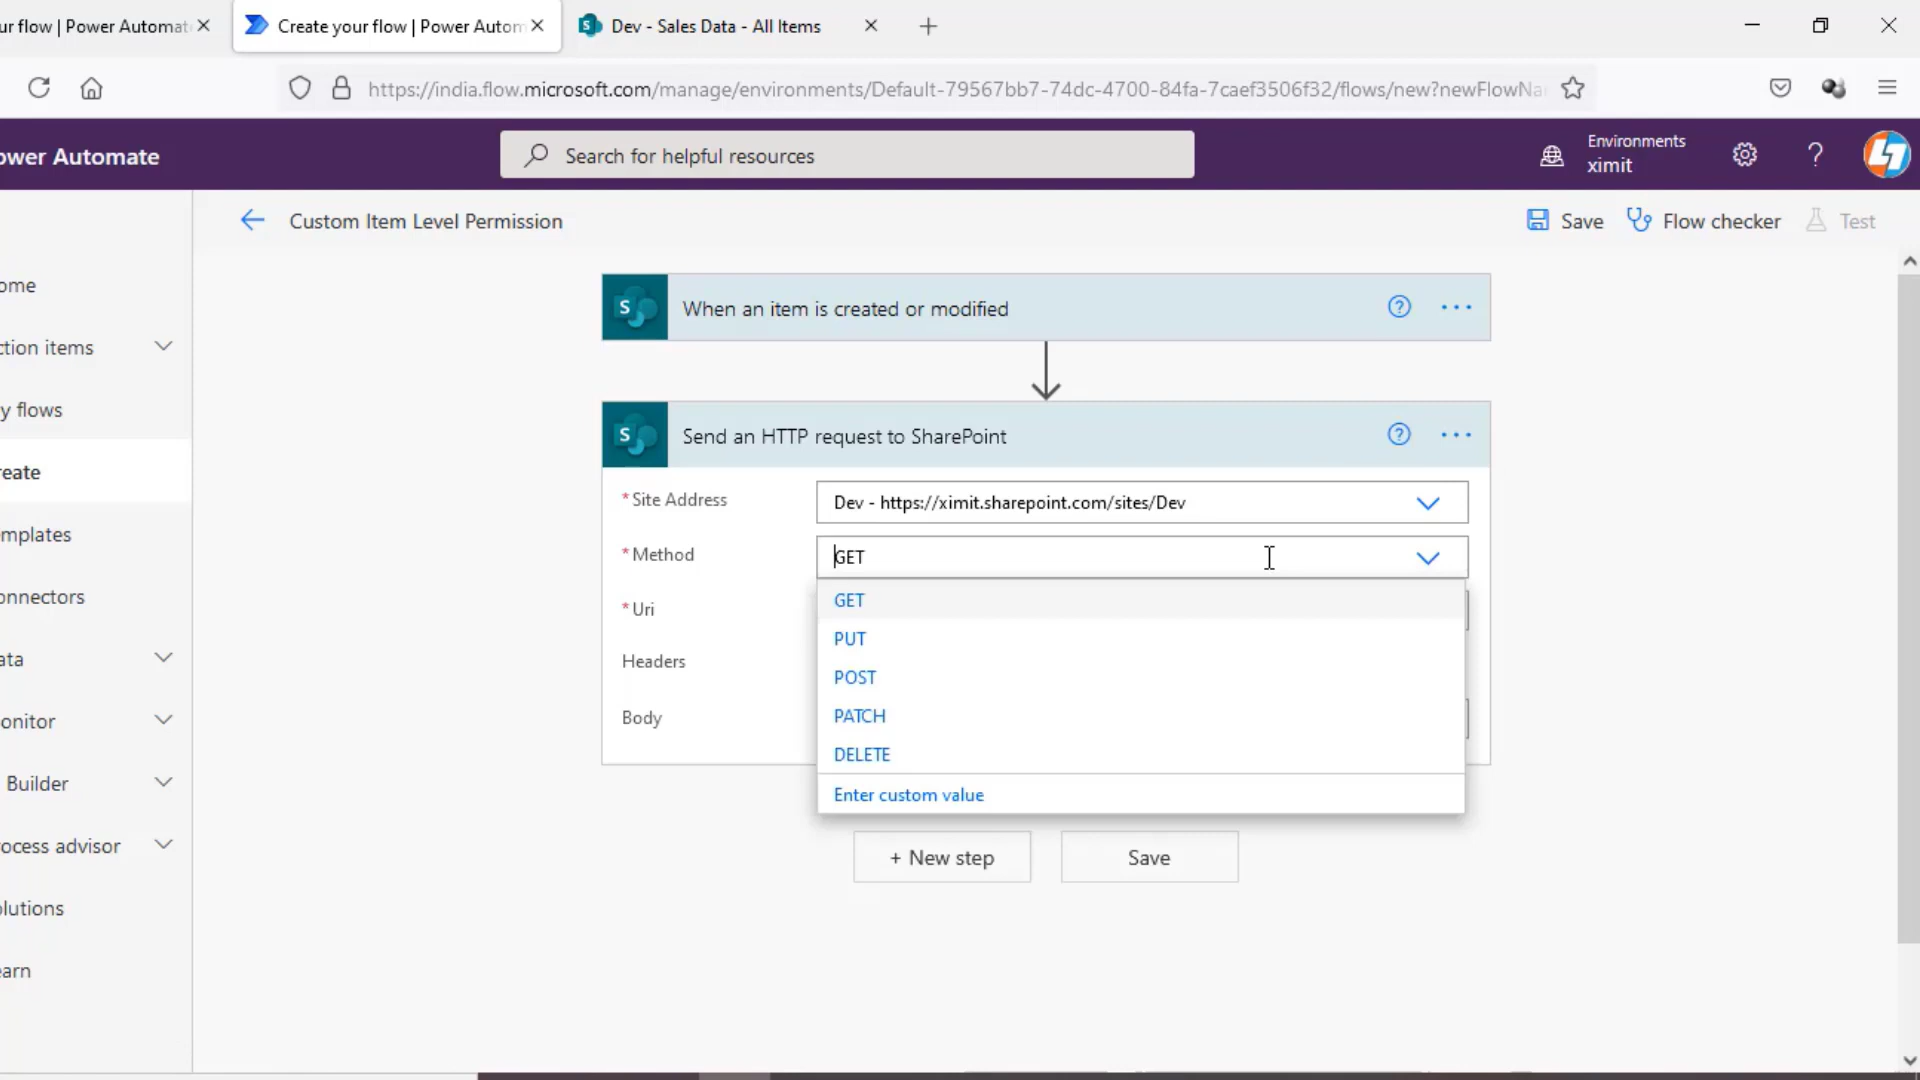 ur flow | Power Automat
Create your flow | Power Autom
Dev - Sales Data - All Items
https://india.flow.microsoft.com/manage/environments/Default-79567bb7-74dc-4700-84fa-7caef3506f32/flows/new?newFlowNa
ower Automate
Search for helpful resources
Environments
ximit
Custom Item Level Permission
Save
Flow checker
Test
ome
ction items
y flows
reate
mplates
onnectors
ata
onitor
Builder
ocess advisor
lutions
earn
When an item is created or modified
Send an HTTP request to SharePoint
* Site Address
Dev - https://ximit.sharepoint.com/sites/Dev
* Method
GET
* Uri
Headers
Body
GET
PUT
POST
PATCH
DELETE
Enter custom value
+ New step
Save